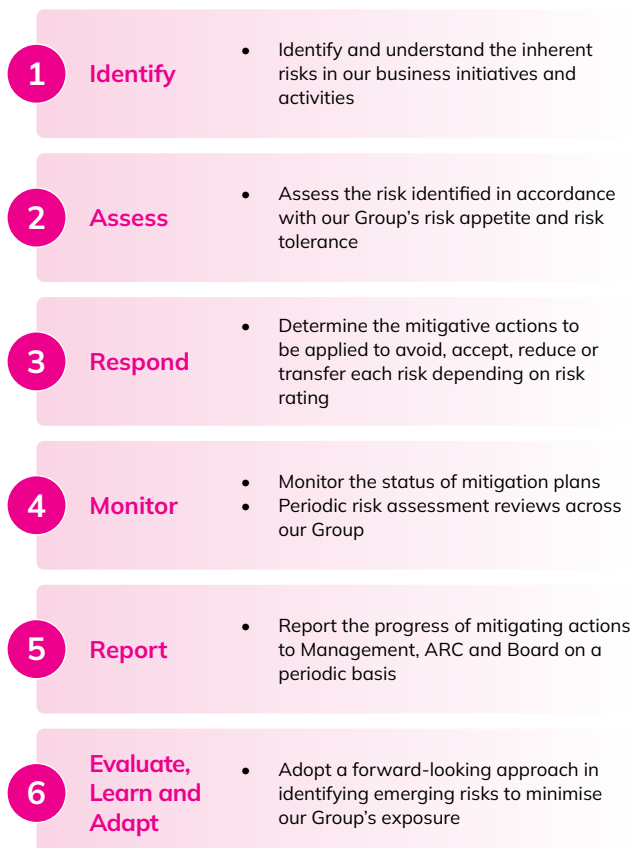 1
Identify
• Identify and understand the inherent
risks in our business initiatives and
activities
2
Assess
• Assess the risk identified in accordance
with our Group’s risk appetite and risk
tolerance
3
Respond
• Determine the mitigative actions to
be applied to avoid, accept, reduce or
transfer each risk depending on risk
rating
4
Monitor
• Monitor the status of mitigation plans
• Periodic risk assessment reviews across
our Group
5
Report
• Report the progress of mitigating actions
to Management, ARC and Board on a
periodic basis
6
Evaluate,
Learn and
Adapt
• Adopt a forward-looking approach in
identifying emerging risks to minimise
our Group’s exposure